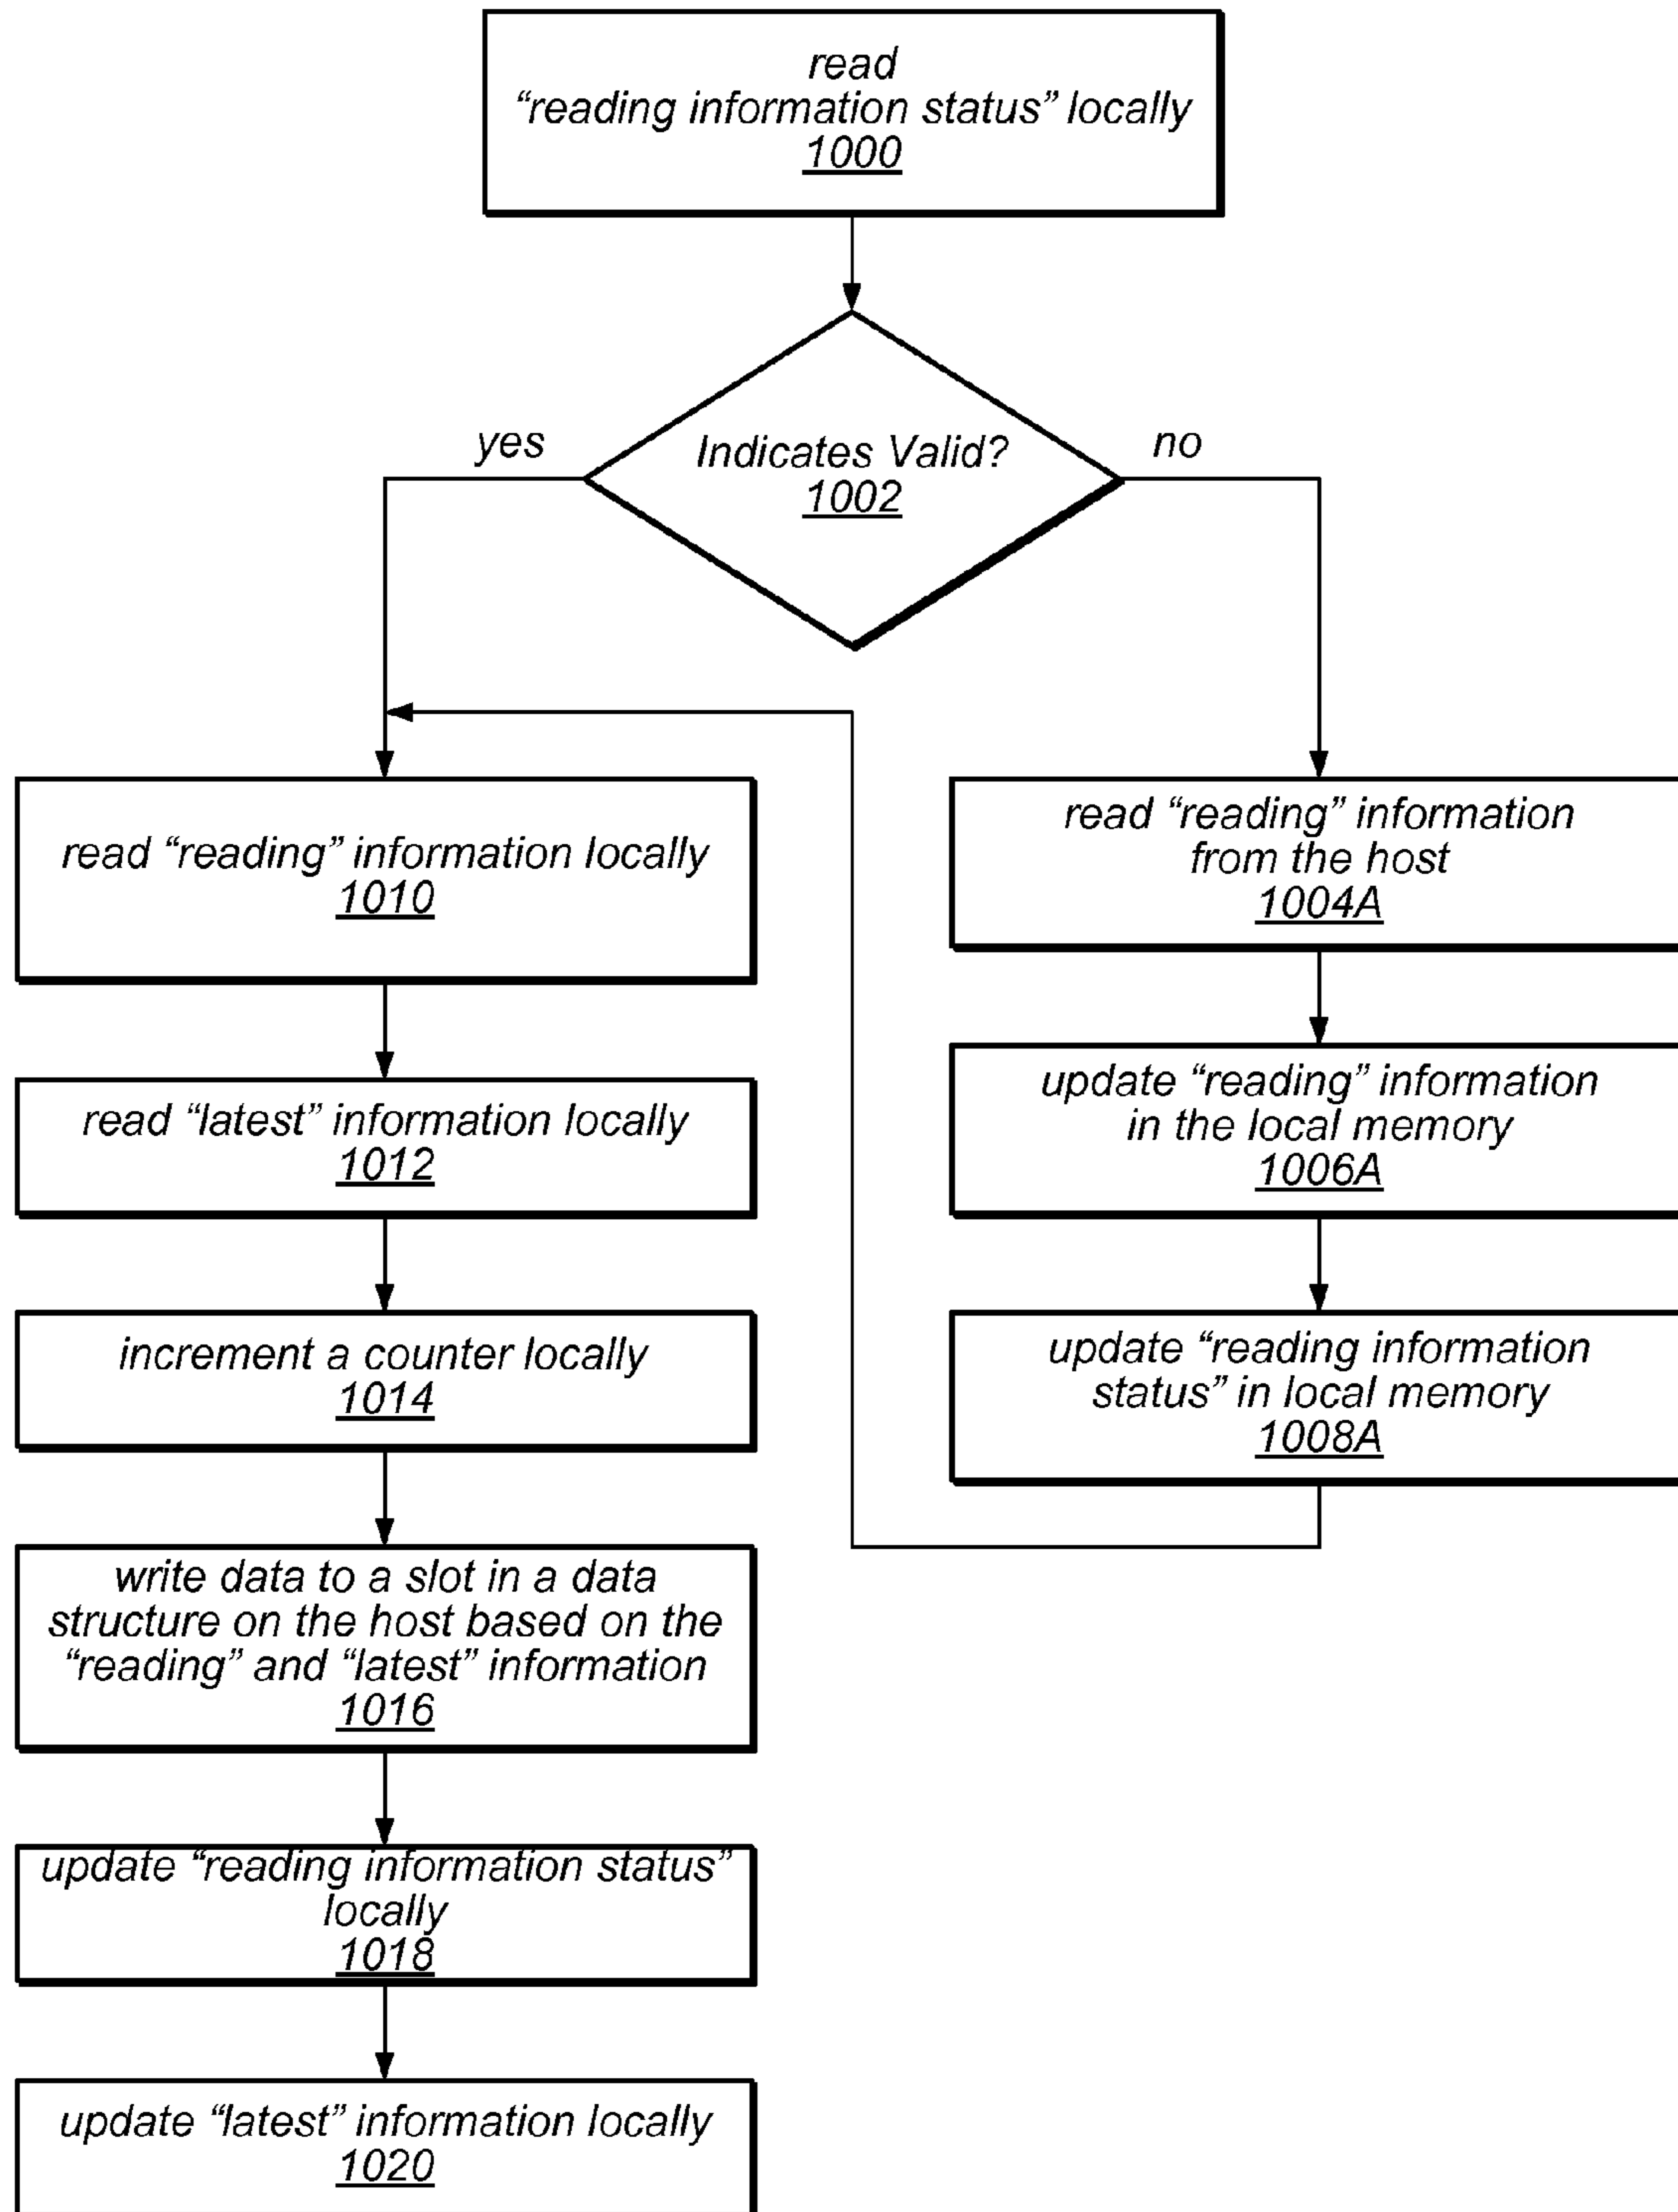 read
“reading information status” locally
1000
Indicates Valid?
1002
yes
no
read “reading” information locally
1010
read “latest” information locally
1012
increment a counter locally
1014
write data to a slot in a data
structure on the host based on the
“reading” and “latest” information
1016
update “reading information status”
locally
1018
update “latest” information locally
1020
read “reading” information
from the host
1004A
update “reading” information
in the local memory
1006A
update “reading information
status” in local memory
1008A